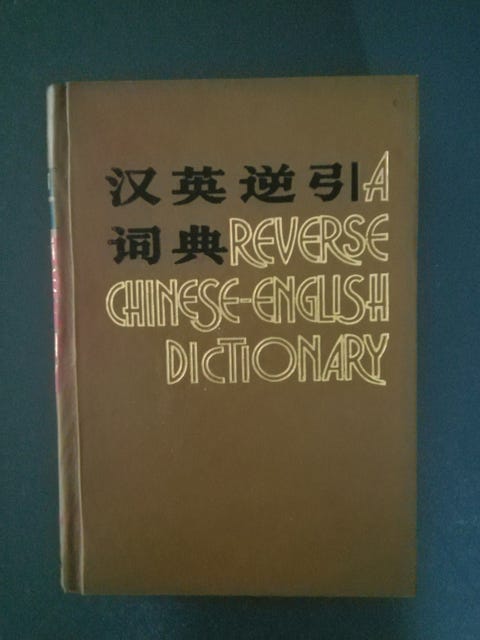 汉英逆引A
词典REVERSE
CHINESE-ENGLISH
DICTIONARY